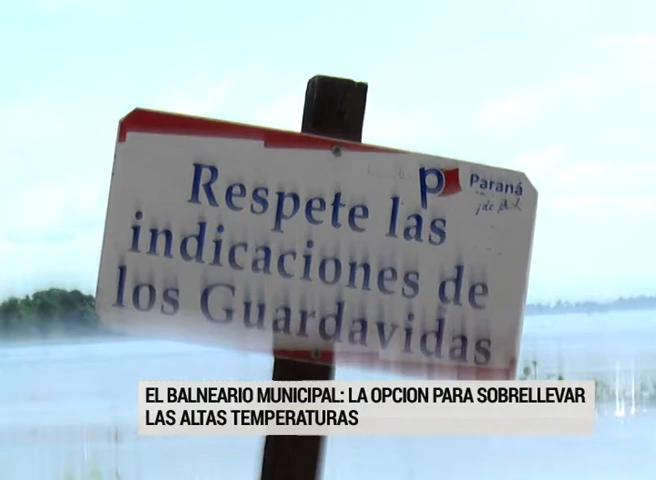 Paraná
Respete las
indicaciones de
los Guardavidas
EL BALNEARIO MUNICIPAL: LA OPCION PARA SOBRELLEVAR
LAS ALTAS TEMPERATURAS